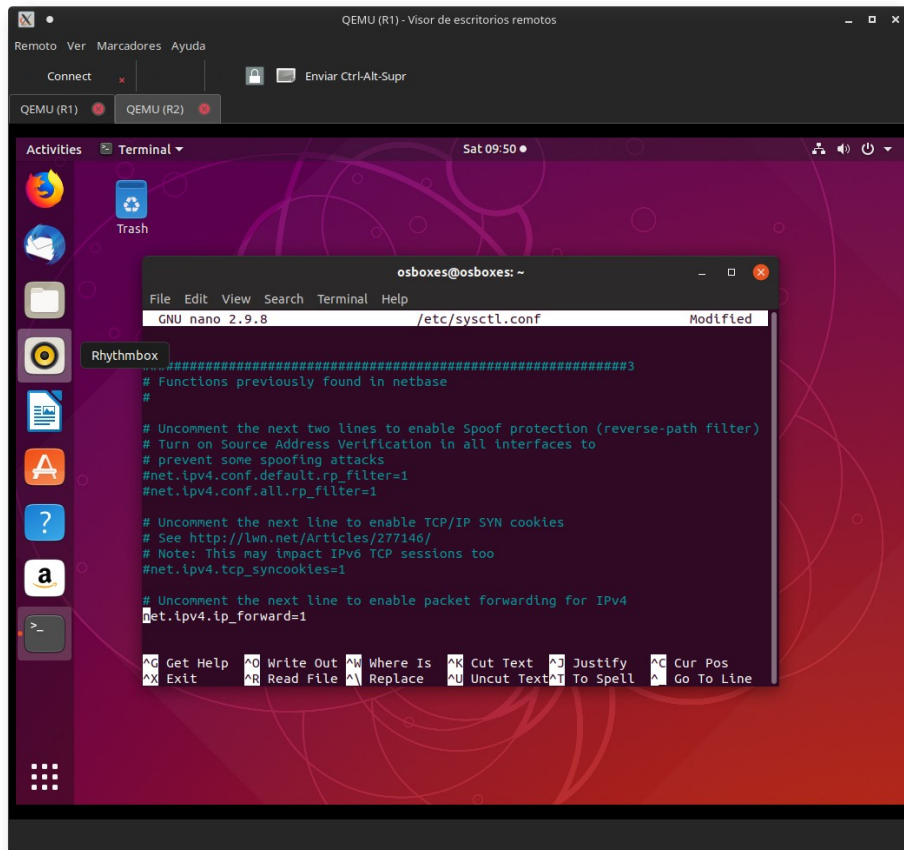 QEMU (R1) - Visor de escritorios remotos
Remoto Ver Marcadores Ayuda
Connect Enviar Ctrl-Alt-Supr
QEMU (R1) QEMU (R2)
Activities Terminal Sat 09:50
Trash
osboxes@osboxes: ~
File Edit View Search Terminal Help
GNU nano 2.9.8 /etc/sysctl.conf Modified
Rhythmbox
###########################################################3
# Functions previously found in netbase
#
# Uncomment the next two lines to enable Spoof protection (reverse-path filter)
# Turn on Source Address Verification in all interfaces to
# prevent some spoofing attacks
#net.ipv4.conf.default.rp_filter=1
#net.ipv4.conf.all.rp_filter=1
# Uncomment the next line to enable TCP/IP SYN cookies
# See http://lwn.net/Articles/277146/
# Note: This may impact IPv6 TCP sessions too
#net.ipv4.tcp_syncookies=1
# Uncomment the next line to enable packet forwarding for IPv4
net.ipv4.ip_forward=1
^G Get Help ^O Write Out ^W Where Is ^K Cut Text ^J Justify ^C Cur Pos
^X Exit ^R Read File ^\ Replace ^U Uncut Text ^T To Spell ^_ Go To Line
a